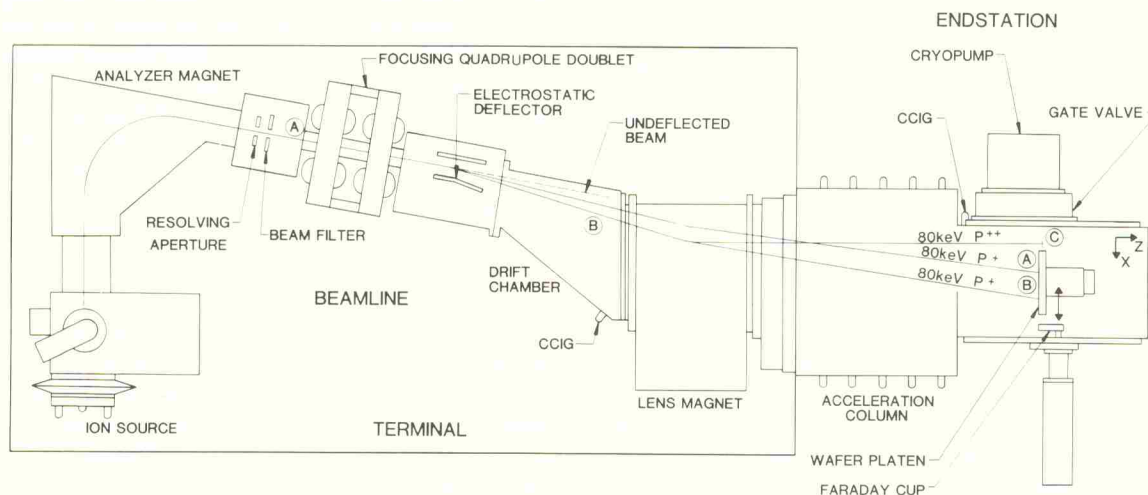 ENDSTATION
CRYOPUMP
FOCUSING QUADRUPOLE DOUBLET
ANALYZER MAGNET
ELECTROSTATIC
DEFLECTOR
CCIG
GATE VALVE
UNDEFLECTED
BEAM
A
RESOLVING
APERTURE
BEAM FILTER
B
80keV P++
C
Z
X
80keV P+
A
80keV P+
B
DRIFT
CHAMBER
BEAMLINE
CCIG
LENS MAGNET
ACCELERATION
COLUMN
ION SOURCE
TERMINAL
WAFER PLATEN
FARADAY CUP